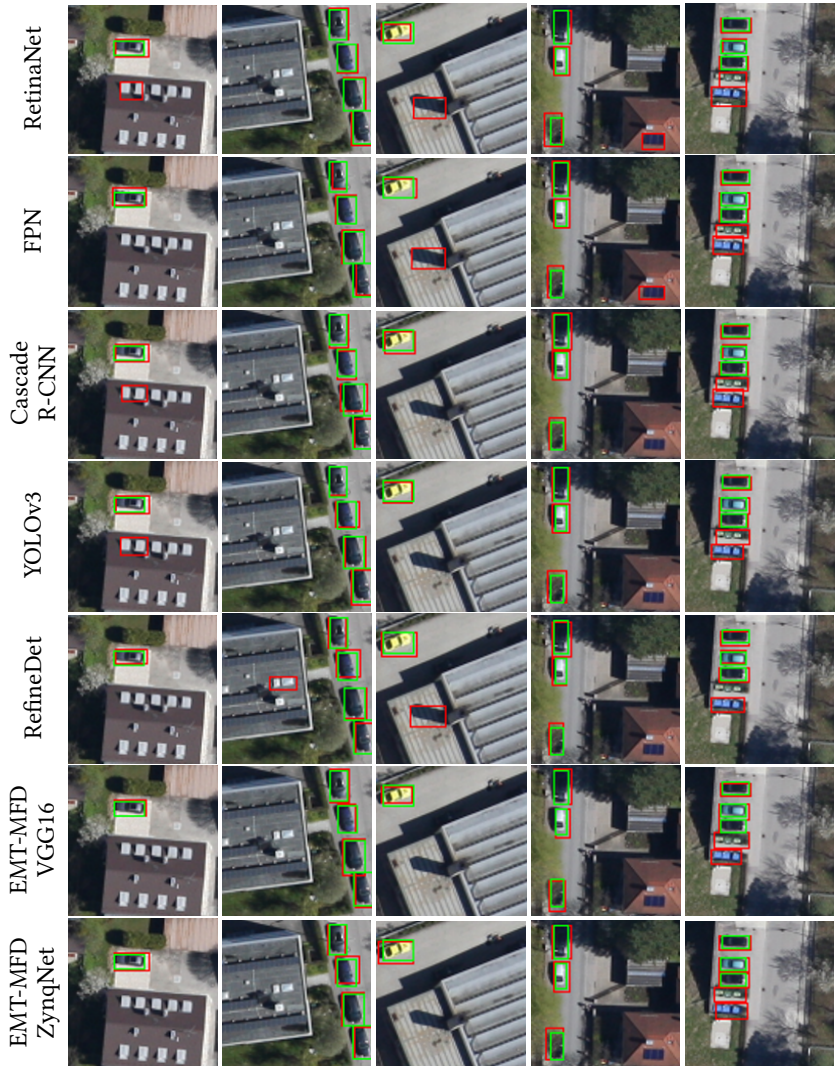 RetinaNet
FPN
Cascade
R-CNN
YOLOv3
RefineDet
EMT-MFD
VGG16
EMT-MFD
ZynqNet